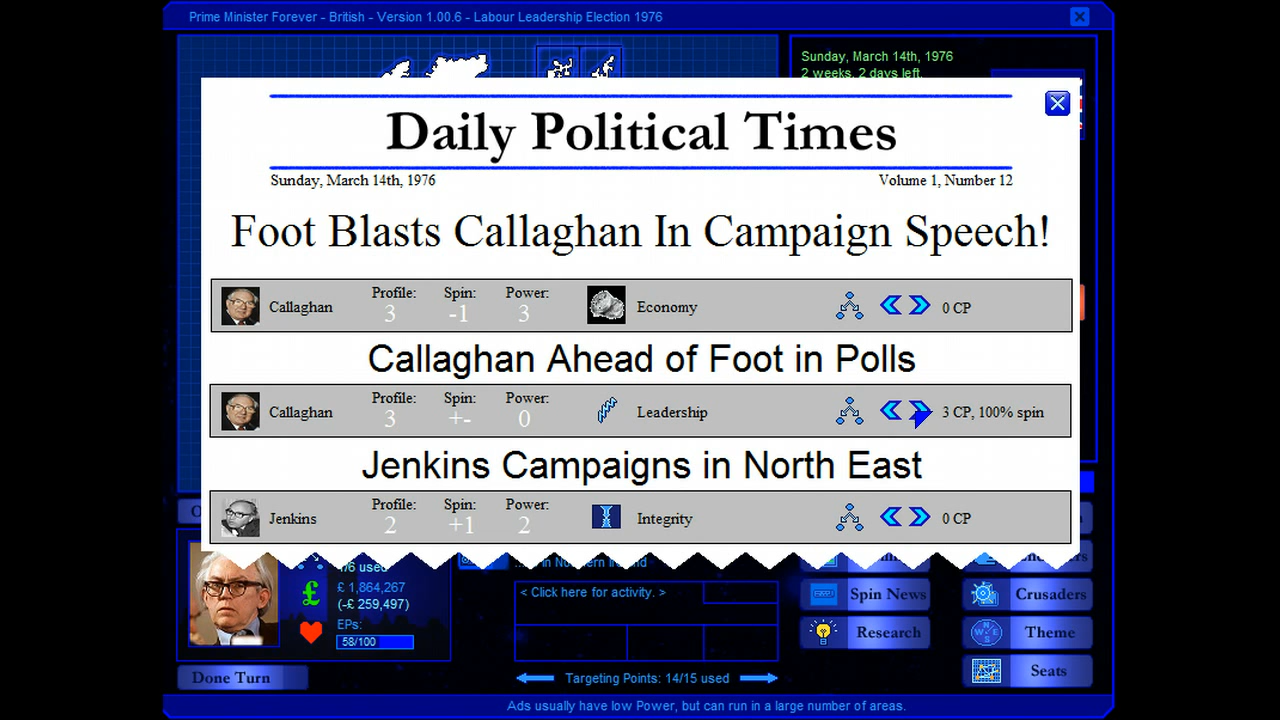 Prime Minister Forever - British - Version 1.00.6 - Labour Leadership Election 1976
Sunday, March 14th, 1976
2 weeks, 2 days left.
Daily Political Times
Sunday, March 14th, 1976
Volume 1, Number 12
Foot Blasts Callaghan In Campaign Speech!
Callaghan
Profile: 3
Spin: -1
Power: 3
Economy
0 CP
Callaghan Ahead of Foot in Polls
Callaghan
Profile: 3
Spin: +-
Power: 0
Leadership
3 CP, 100% spin
Jenkins Campaigns in North East
Jenkins
Profile: 2
Spin: +1
Power: 2
Integrity
0 CP
used
£ 1,864,267
(-£ 259,497)
EPs:
58/100
Done Turn
in Northern Ireland
< Click here for activity. >
Targeting Points: 14/15 used
Spin News
Crusaders
Research
Theme
Seats
Ads usually have low Power, but can run in a large number of areas.